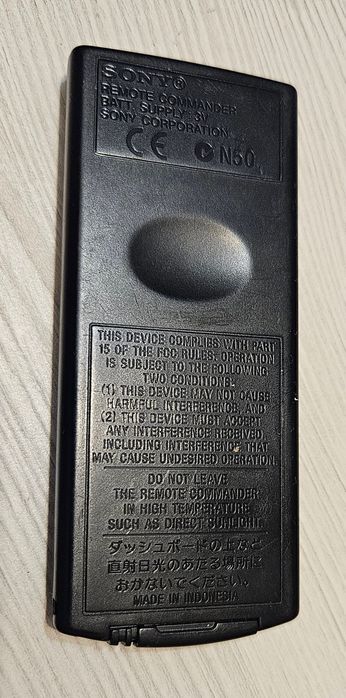 SONY®
REMOTE COMMANDER
BATT. SUPPLY: 3V
SONY CORPORATION
CE N50
THIS DEVICE COMPLIES WITH PART
15 OF THE FCC RULES. OPERATION
IS SUBJECT TO THE FOLLOWING
TWO CONDITIONS:
(1) THIS DEVICE MAY NOT CAUSE
HARMFUL INTERFERENCE, AND
(2) THIS DEVICE MUST ACCEPT
ANY INTERFERENCE RECEIVED,
INCLUDING INTERFERENCE THAT
MAY CAUSE UNDESIRED OPERATION.
DO NOT LEAVE
THE REMOTE COMMANDER
IN HIGH TEMPERATURE
SUCH AS DIRECT SUNLIGHT.
ダッシュボードの上など
直射日光のあたる場所に
おかないでください。
MADE IN INDONESIA